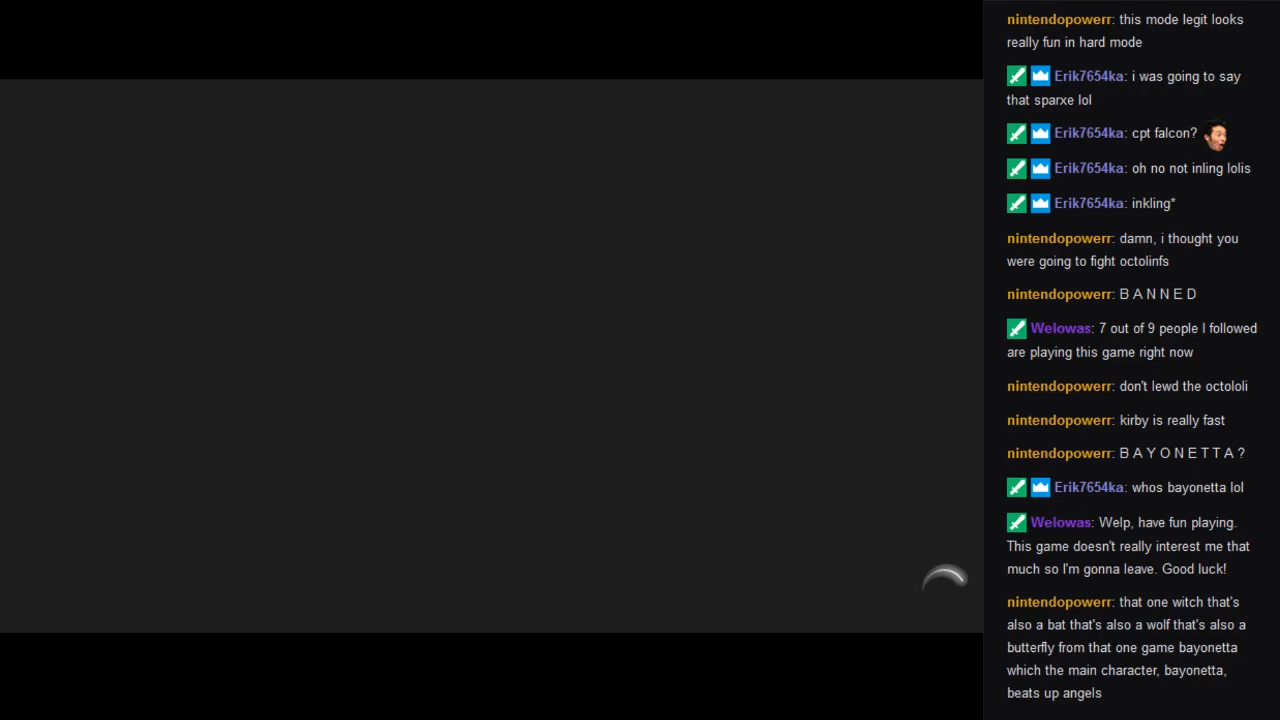 nintendopowerr: this mode legit looks
really fun in hard mode
Erik7654ka: i was going to say
that sparxe lol
Erik7654ka: cpt falcon?
Erik7654ka: oh no not inling lolis
Erik7654ka: inkling*
nintendopowerr: damn, i thought you
were going to fight octolinfs
nintendopowerr: B A N N E D
Welowas: 7 out of 9 people I followed
are playing this game right now
nintendopowerr: don't lewd the octololi
nintendopowerr: kirby is really fast
nintendopowerr: B A Y O N E T T A ?
Erik7654ka: whos bayonetta lol
Welowas: Welp, have fun playing.
This game doesn't really interest me that
much so I'm gonna leave. Good luck!
nintendopowerr: that one witch that's
also a bat that's also a wolf that's also a
butterfly from that one game bayonetta
which the main character, bayonetta,
beats up angels